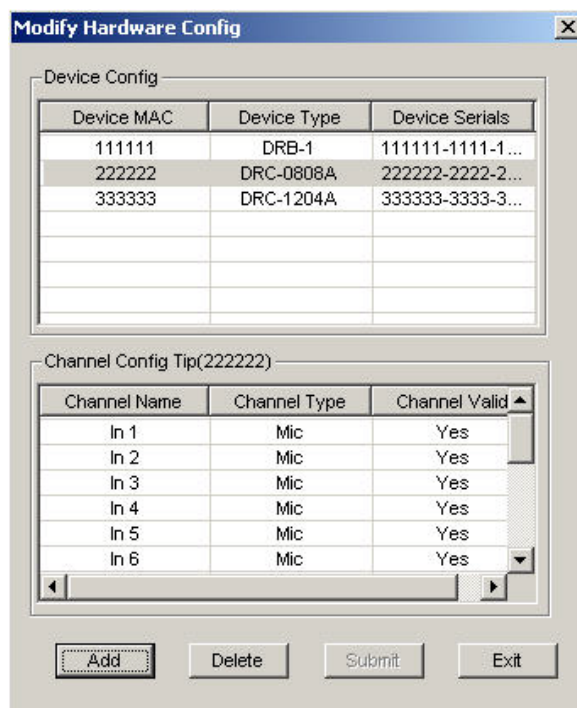 Modify Hardware Config
Device Config
Device MAC Device Type Device Serials
111111 DRB-1 111111-1111-1...
222222 DRC-0808A 222222-2222-2...
333333 DRC-1204A 333333-3333-3...
Channel Config Tip(222222)
Channel Name Channel Type Channel Valid
In 1 Mic Yes
In 2 Mic Yes
In 3 Mic Yes
In 4 Mic Yes
In 5 Mic Yes
In 6 Mic Yes
Add Delete Submit Exit